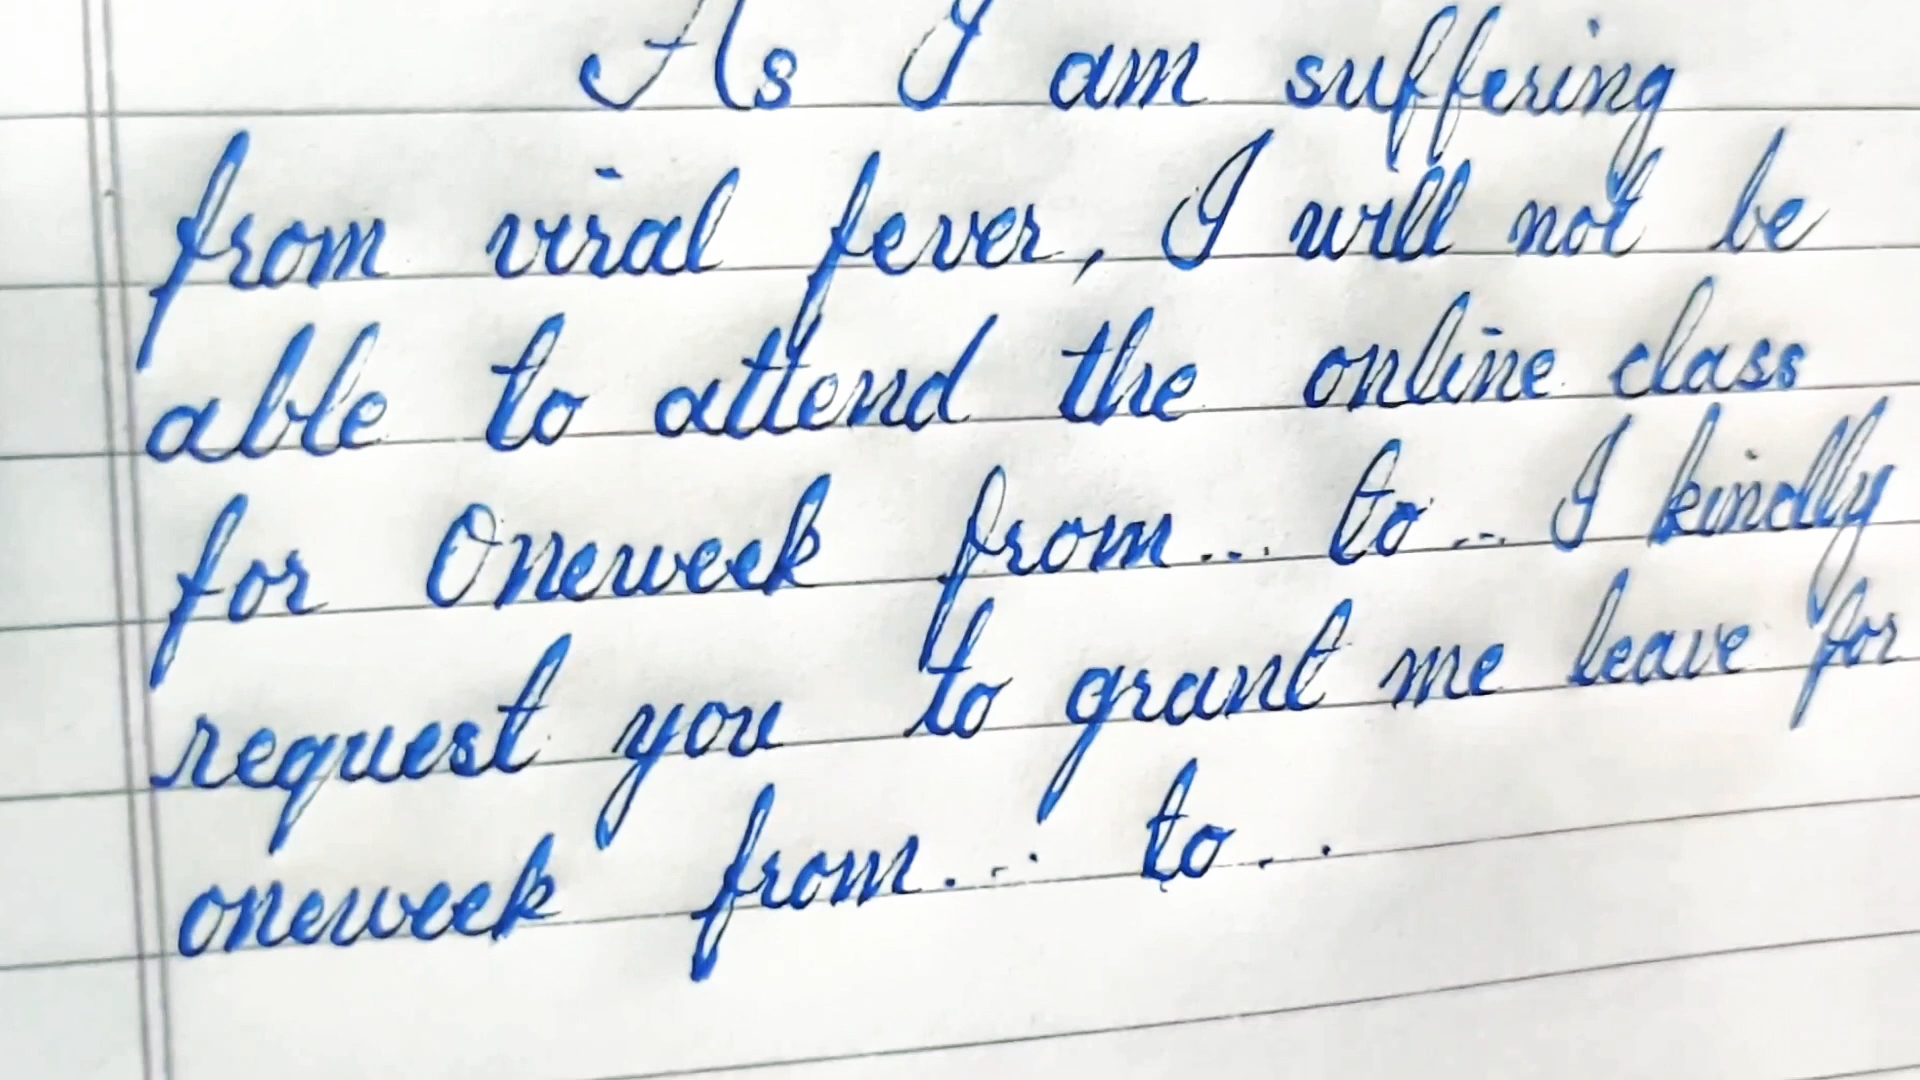 As I am suffering
from viral fever, I will not be
able to attend the online class
for Oneweek from... to... I kindly
request you to grant me leave for
oneweek from... to..